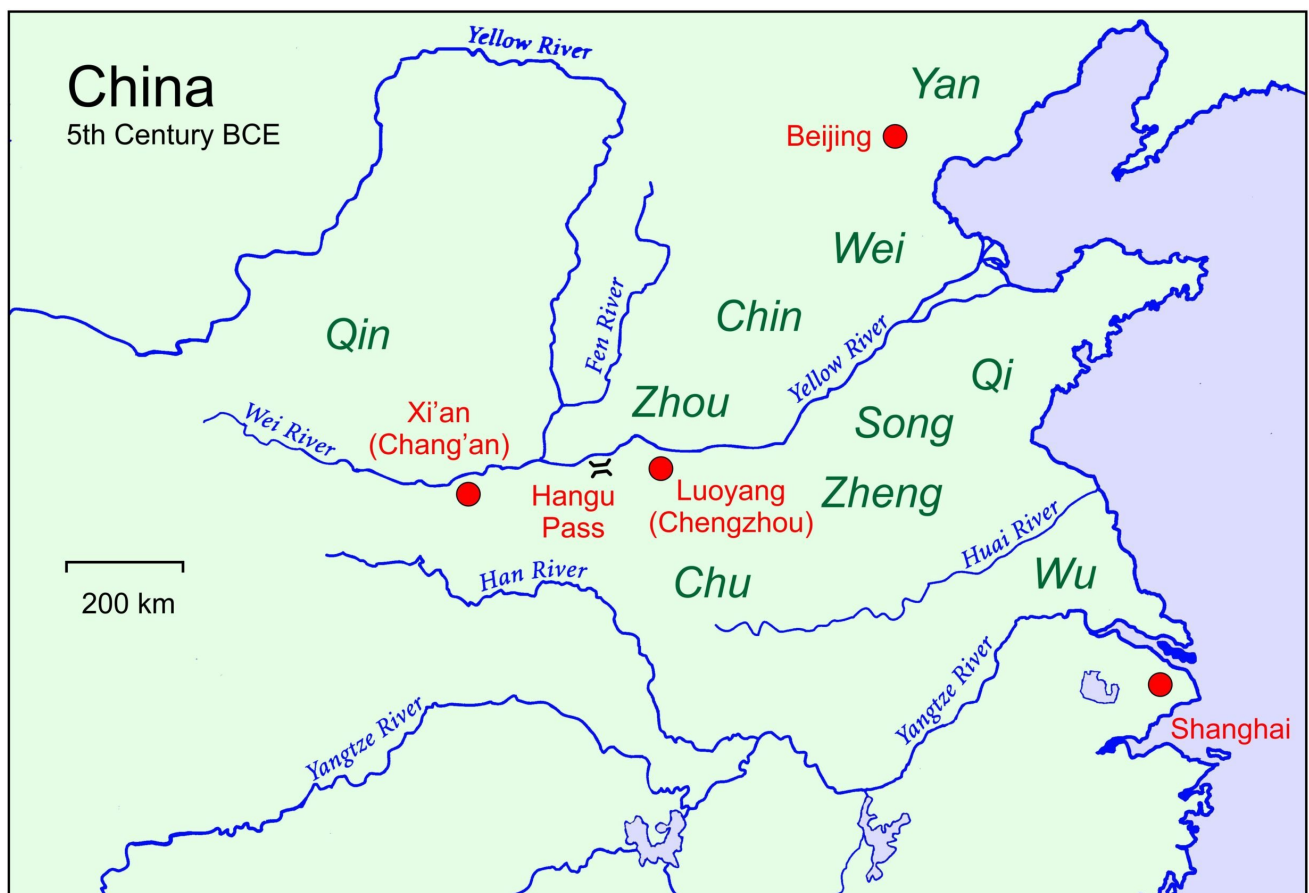 China
5th Century BCE
Yellow River
Yan
Beijing
Wei
Chin
Qin
Fen River
Yellow River
Qi
Zhou
Song
Xi'an
(Chang'an)
Wei River
Zheng
Hangu
Pass
Luoyang
(Chengzhou)
Huai River
Han River
Chu
Wu
200 km
Yangtze River
Yangtze River
Shanghai